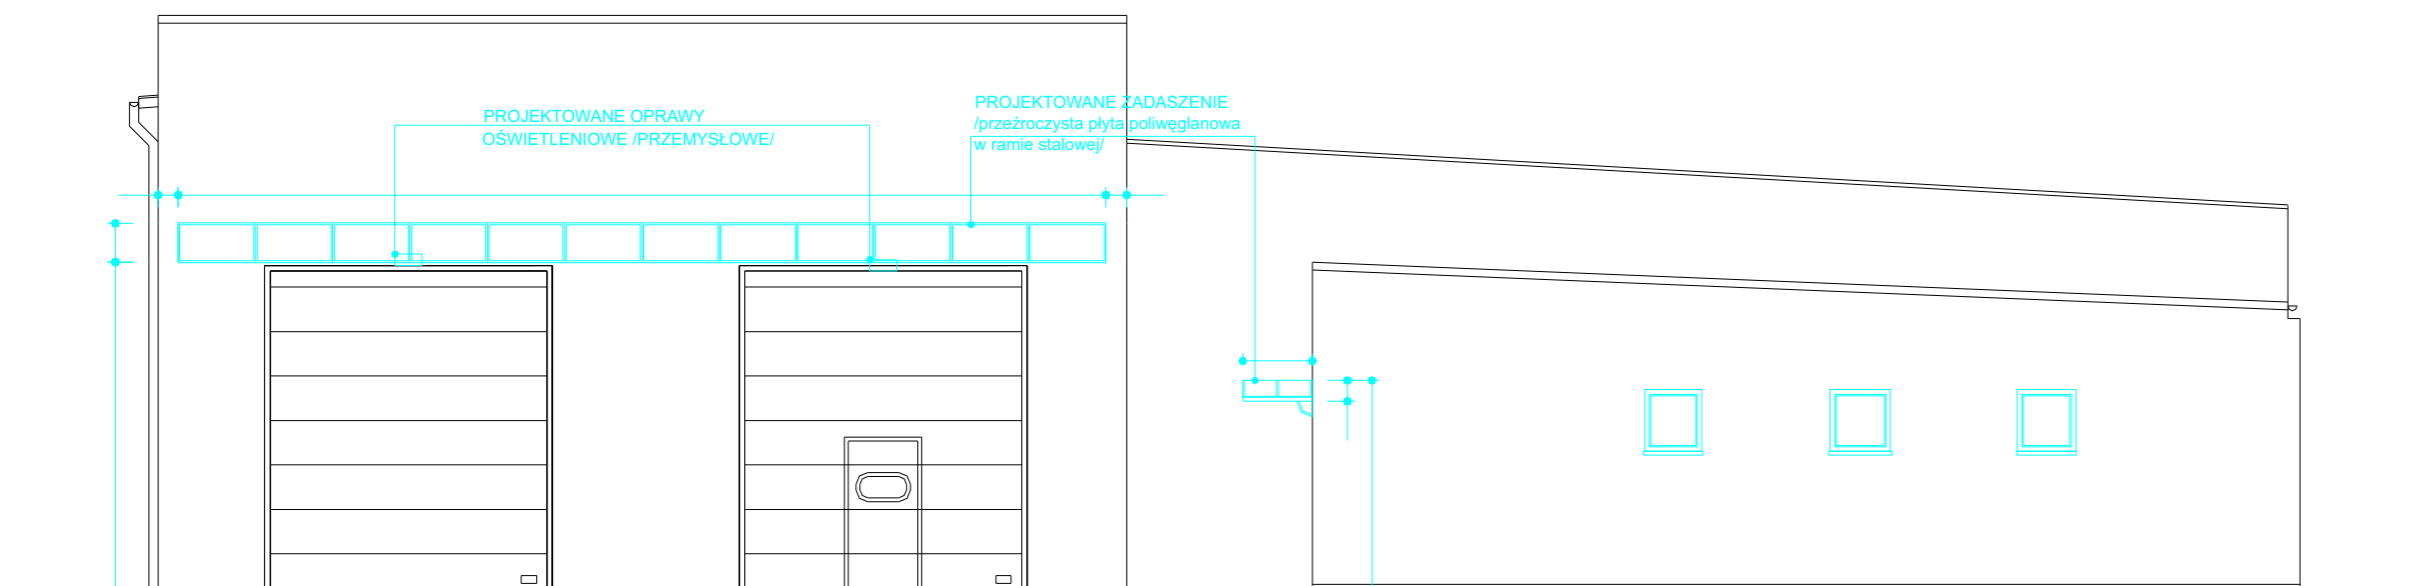 PROJEKTOWANE OPRAWY
OŚWIETLENIOWE /PRZEMYSŁOWE/
PROJEKTOWANE ZADASZENIE
/przeźroczysta płyta poliwęglanowa
w ramie stalowej/